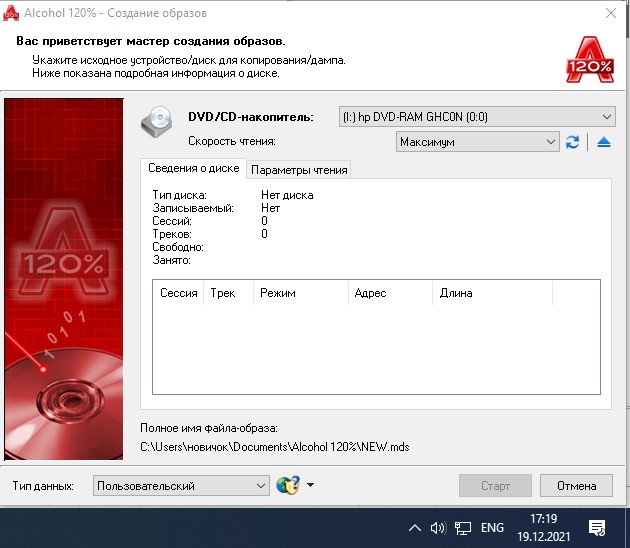 Alcohol 120% - Создание образов
Вас приветствует мастер создания образов.
Укажите исходное устройство/диск для копирования/дампа.
Ниже показана подробная информация о диске.
120%
DVD/CD-накопитель: (I:) hp DVD-RAM GHC0N (0:0)
Скорость чтения: Максимум
Сведения о диске Параметры чтения
Тип диска: Нет диска
Записываемый: Нет
Сессий: 0
Треков: 0
Свободно:
Занято:
120%
10101
Сессия Трек Режим Адрес Длина
Полное имя файла-образа:
C:\Users\новичок\Documents\Alcohol 120%\NEW.mds
Тип данных: Пользовательский Старт Отмена
ENG 17:19
19.12.2021